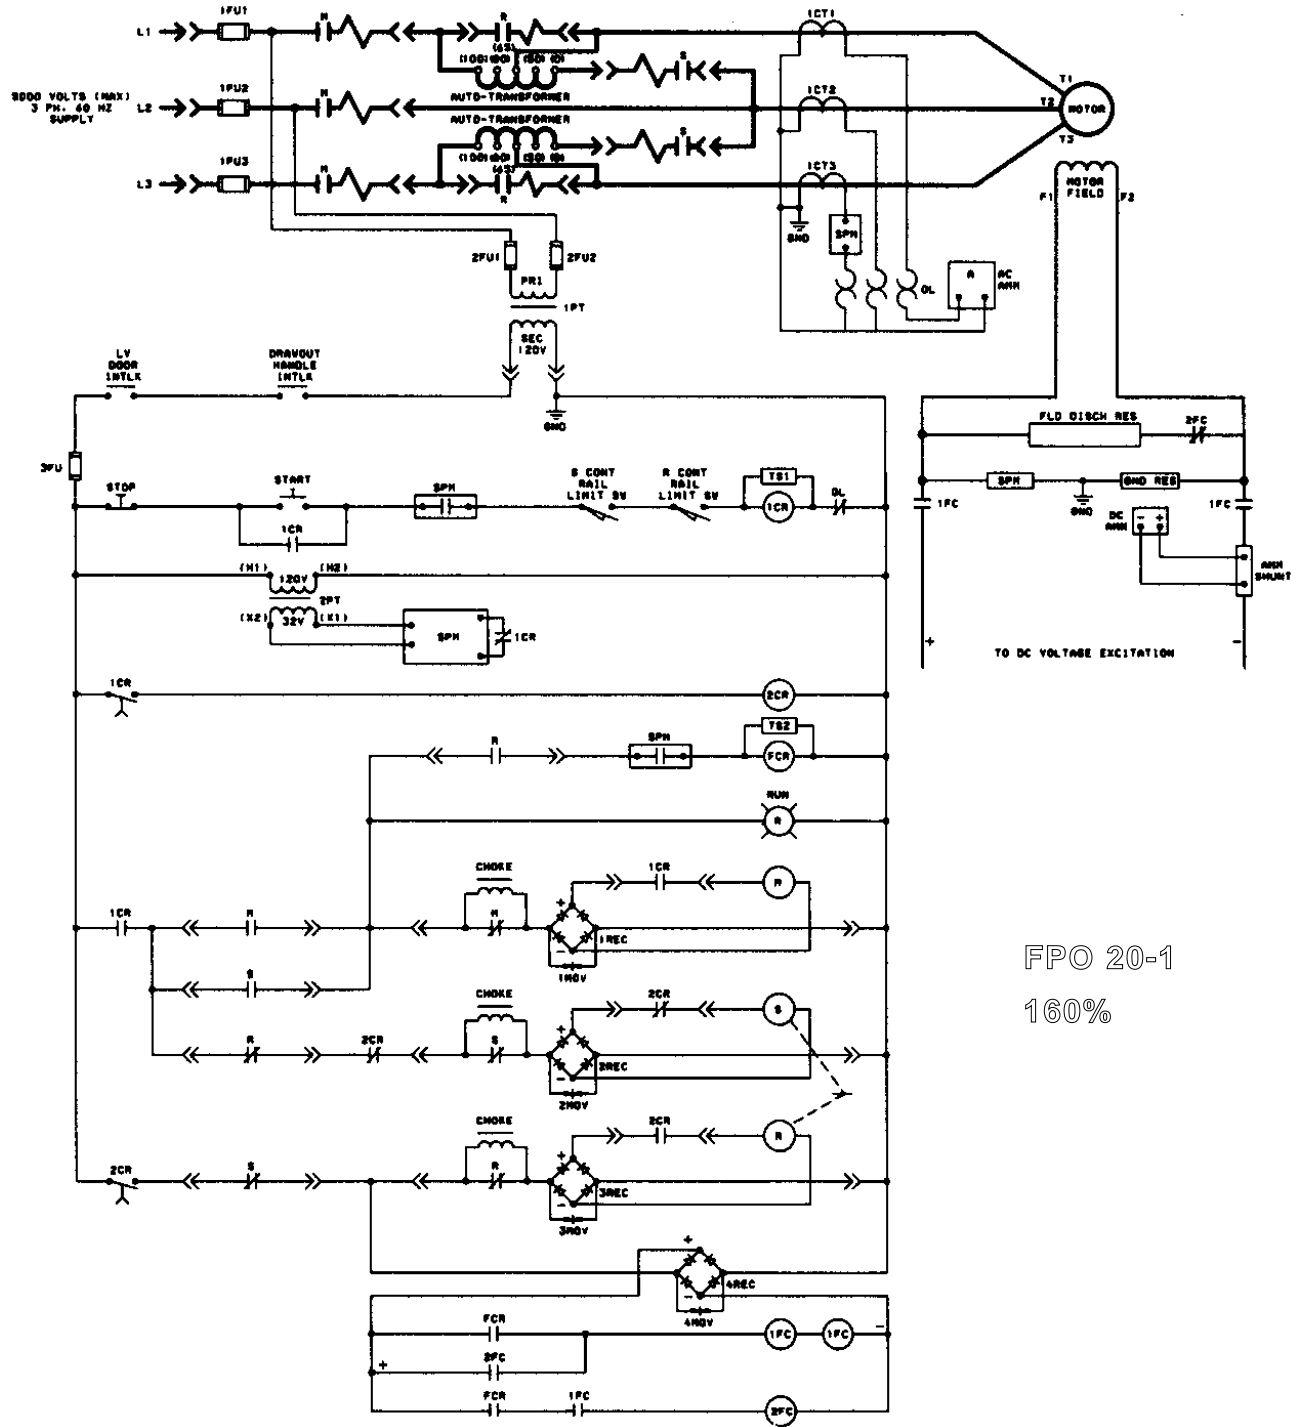 1FU1
M
R
1CT1
L1
(65)
(100)(80) (50) (0)
S
AUTO-TRANSFORMER
T1
5000 VOLTS (MAX)
3 PH. 60 HZ
SUPPLY
1FU2
L2
M
1CT2
T2
MOTOR
AUTO-TRANSFORMER
S
T3
1FU3
M
(100)(80) (50) (0)
(65)
1CT3
L3
R
MOTOR
FIELD
F1
F2
GND
SPM
2FU1
2FU2
PRI
1PT
OL
A
AC
AMM
SEC
120V
LV
DOOR
INTLK
DRAWOUT
HANDLE
INTLK
GND
FLD DISCH RES
2FC
3FU
STOP
START
SPM
S CONT
RAIL
LIMIT SW
R CONT
RAIL
LIMIT SW
TS1
1CR
OL
SPM
GND RES
GND
1FC
1FC
DC
AMM
- +
1CR
AMM
SHUNT
(H1)
120V
(H2)
2PT
(X2)
32V
(X1)
SPM
1CR
+
-
TO DC VOLTAGE EXCITATION
1CR
2CR
TS2
R
SPM
FCR
RUN
R
CHOKE
1CR
M
1CR
M
M
+
-
1REC
1MOV
S
CHOKE
2CR
S
R
2CR
S
+
-
2REC
2MOV
CHOKE
2CR
R
2CR
S
R
+
-
3REC
3MOV
+
-
4REC
4MOV
FCR
1FC
1FC
-
+
2FC
FCR
1FC
2FC
FPO 20-1
160%